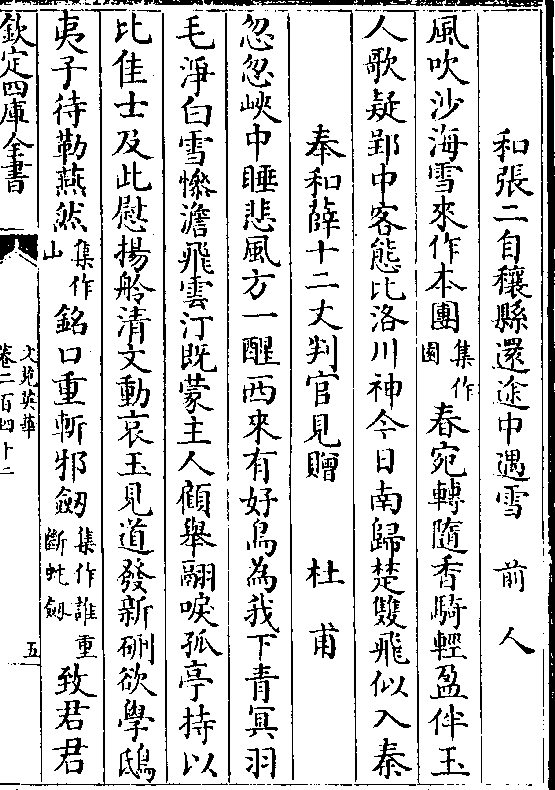 和張二自穰縣還途中遇雪　前人
風吹沙海雪來作本園集作園春宛轉隨香騎輕盈伴玉
人歌疑郢中客態比洛川神今日南歸楚雙飛似入秦
奉和薛十二丈判官見贈　杜甫
忽忽峽中睡悲風方一醒西來有好鳥為我下青冥羽
毛淨白雪慘澹飛雲汀既蒙主人顧舉翮唳孤亭持以
比佳士及此慰揚舲清文動哀玉見道發新硎欲學鴟
夷子待勒燕然集作山銘口重斬邪劔集作誰重斷虵劔致君君
欽定四庫全書
文苑英華
卷二百四十二
五